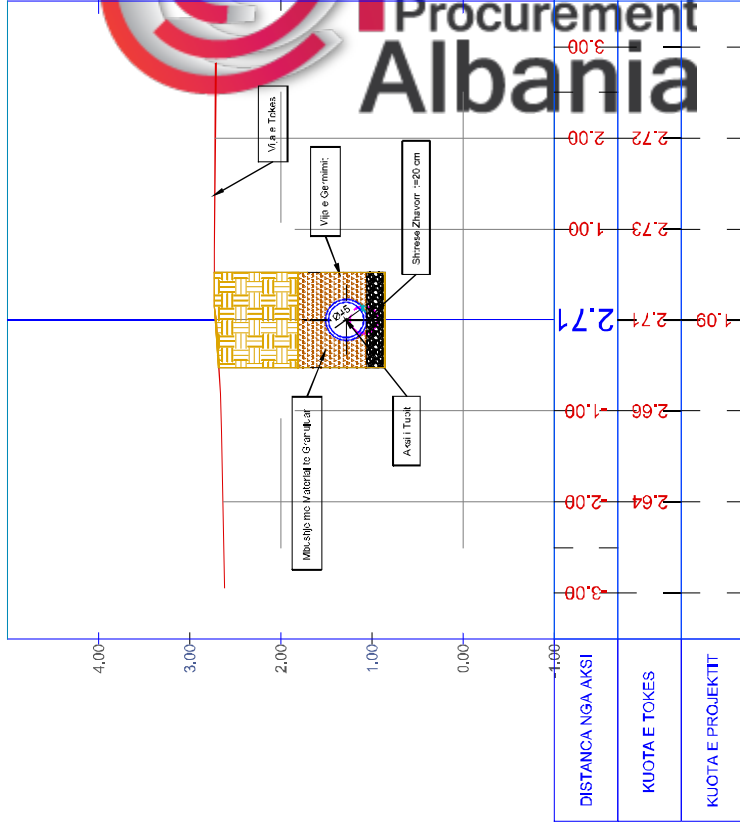 Procurement
Albania
Vija e Tokes
Vija e Germimit
Shtrese Zhavorri t=20 cm
Mbushje me Material te Granuluar
Aksi i Tubit
4.00
3.00
2.00
1.00
0.00
-1.00
DISTANCA NGA AKSI
-3.00
-2.00
-1.00
2.71
1.00
2.00
3.00
KUOTA E TOKES
2.64
2.66
2.71
2.73
2.72
KUOTA E PROJEKTIT
1.09